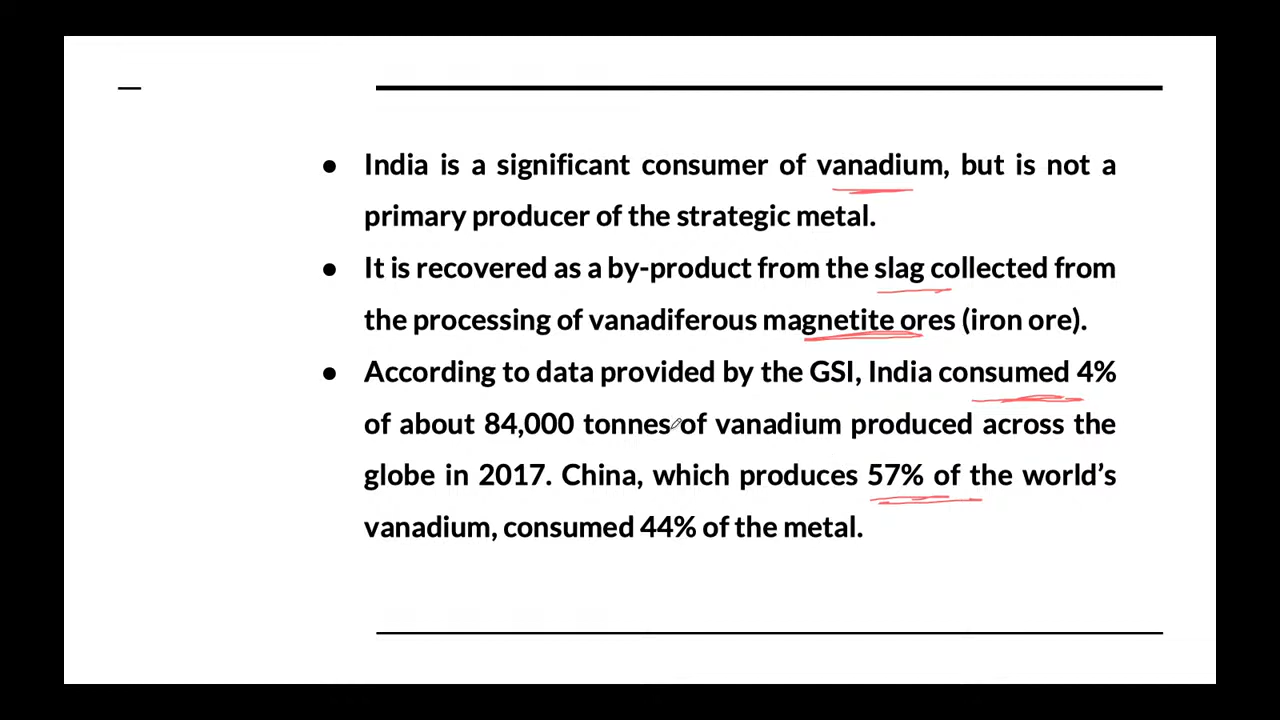 ● India is a significant consumer of vanadium, but is not a
primary producer of the strategic metal.
● It is recovered as a by-product from the slag collected from
the processing of vanadiferous magnetite ores (iron ore).
● According to data provided by the GSI, India consumed 4%
of about 84,000 tonnes of vanadium produced across the
globe in 2017. China, which produces 57% of the world’s
vanadium, consumed 44% of the metal.